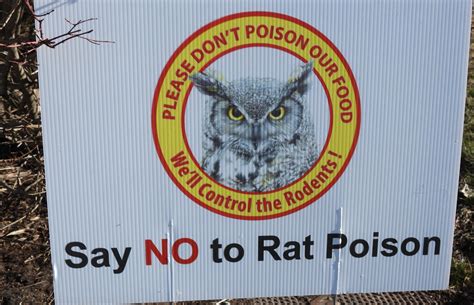 PLEASE DON'T POISON OUR FOOD
We'll Control the Rodents!
Say NO to Rat Poison